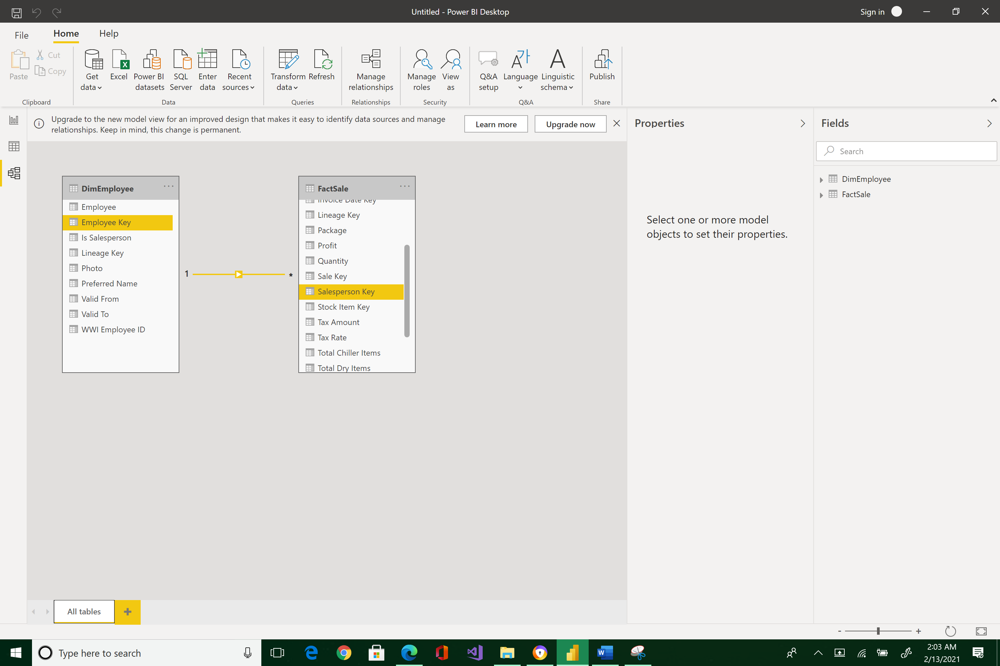 Untitled - Power BI Desktop
Sign in
File
Home
Help
Paste
Cut
Copy
Clipboard
Get
data
Excel
Power BI
datasets
SQL
Server
Enter
data
Recent
sources
Data
Transform
data
Refresh
Queries
Manage
relationships
Relationships
Manage
roles
View
as
Security
Q&A
setup
Language
Linguistic
schema
Q&A
Publish
Share
Upgrade to the new model view for an improved design that makes it easy to identify data sources and manage
relationships. Keep in mind, this change is permanent.
Learn more
Upgrade now
DimEmployee
Employee
Employee Key
Is Salesperson
Lineage Key
Photo
Preferred Name
Valid From
Valid To
WWI Employee ID
1
*
FactSale
Invoice Date Key
Lineage Key
Package
Profit
Quantity
Sale Key
Salesperson Key
Stock Item Key
Tax Amount
Tax Rate
Total Chiller Items
Total Dry Items
Properties
Select one or more model
objects to set their properties.
Fields
Search
DimEmployee
FactSale
All tables
+
- +
Type here to search
2:03 AM
2/13/2021